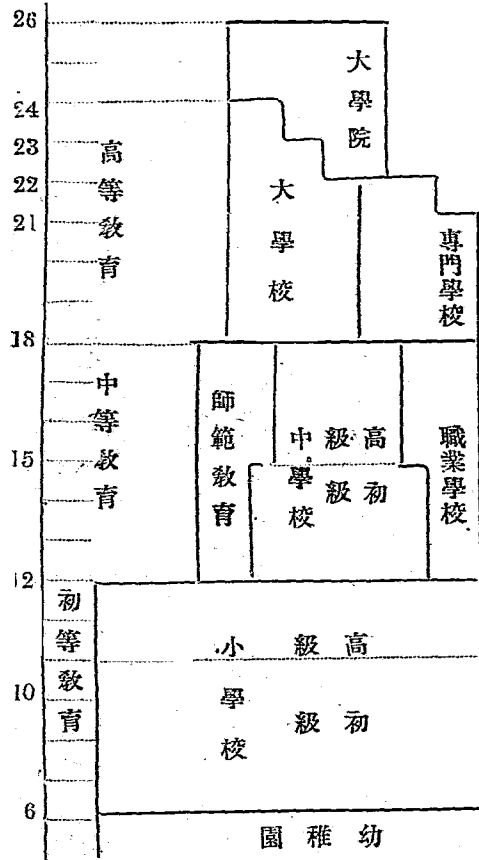 26
24
23
22
21
18
15
12
10
6
高等教育
中等教育
初等教育
大學院
大學校
專門學校
師範教育
中學校
高級
初級
職業學校
小學校
高級
初級
幼稚園